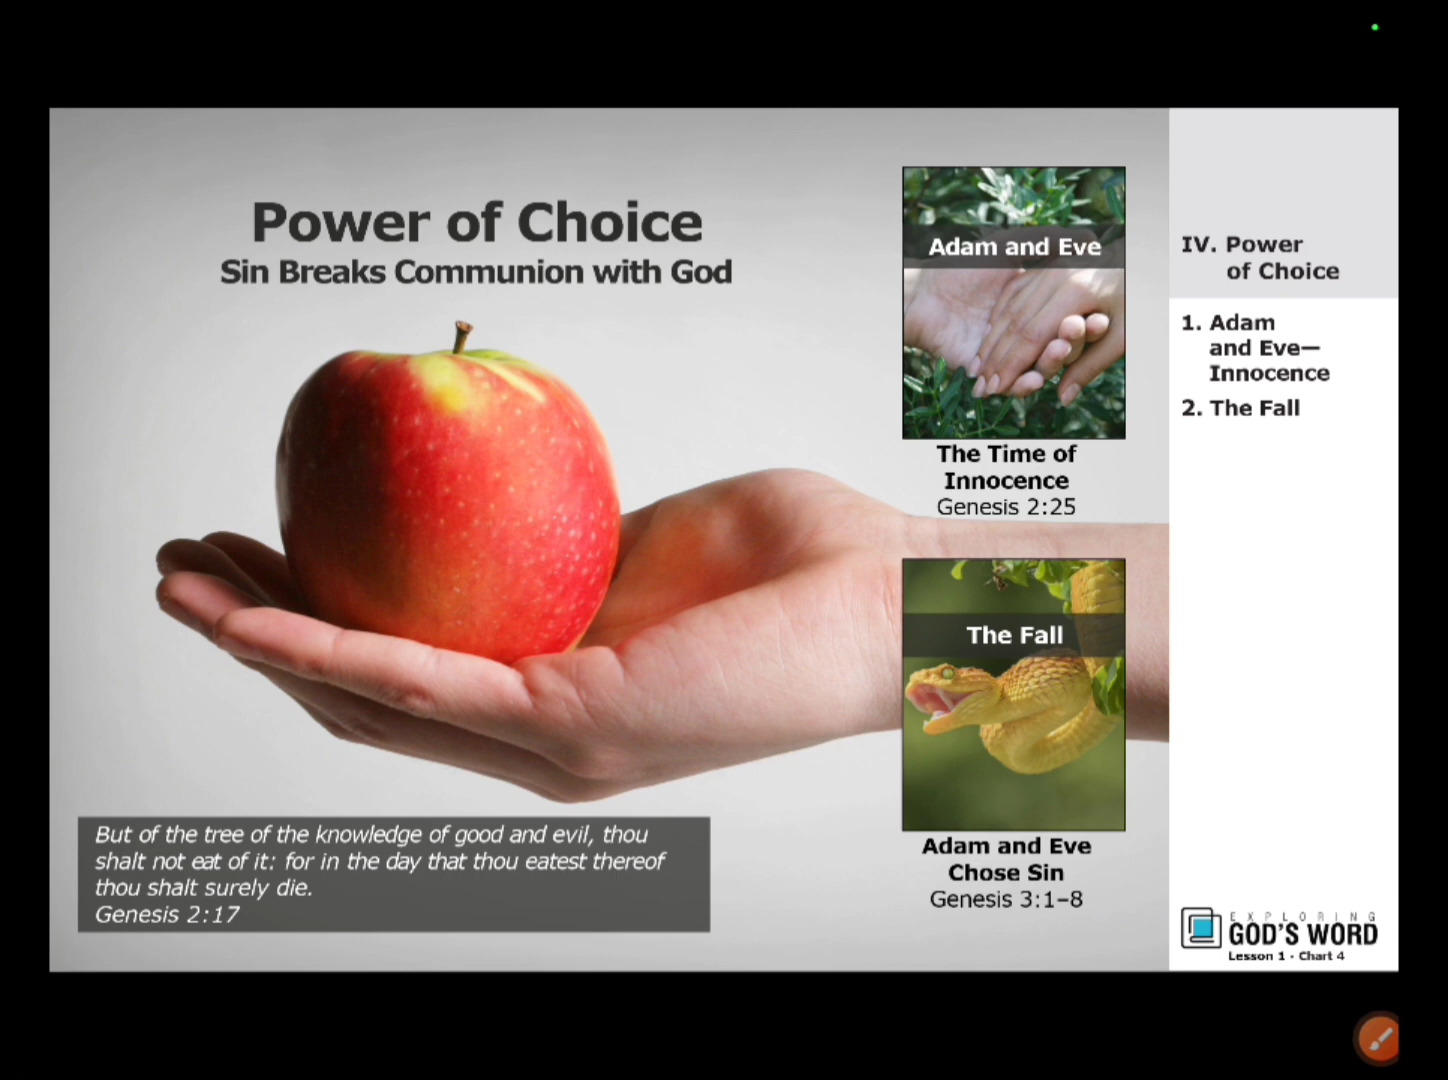 Power of Choice
Sin Breaks Communion with God
But of the tree of the knowledge of good and evil, thou
shalt not eat of it: for in the day that thou eatest thereof
thou shalt surely die.
Genesis 2:17
Adam and Eve
The Time of
Innocence
Genesis 2:25
The Fall
Adam and Eve
Chose Sin
Genesis 3:1–8
IV. Power
of Choice
1. Adam
and Eve—
Innocence
2. The Fall
EXPLORING
GOD'S WORD
Lesson 1 · Chart 4